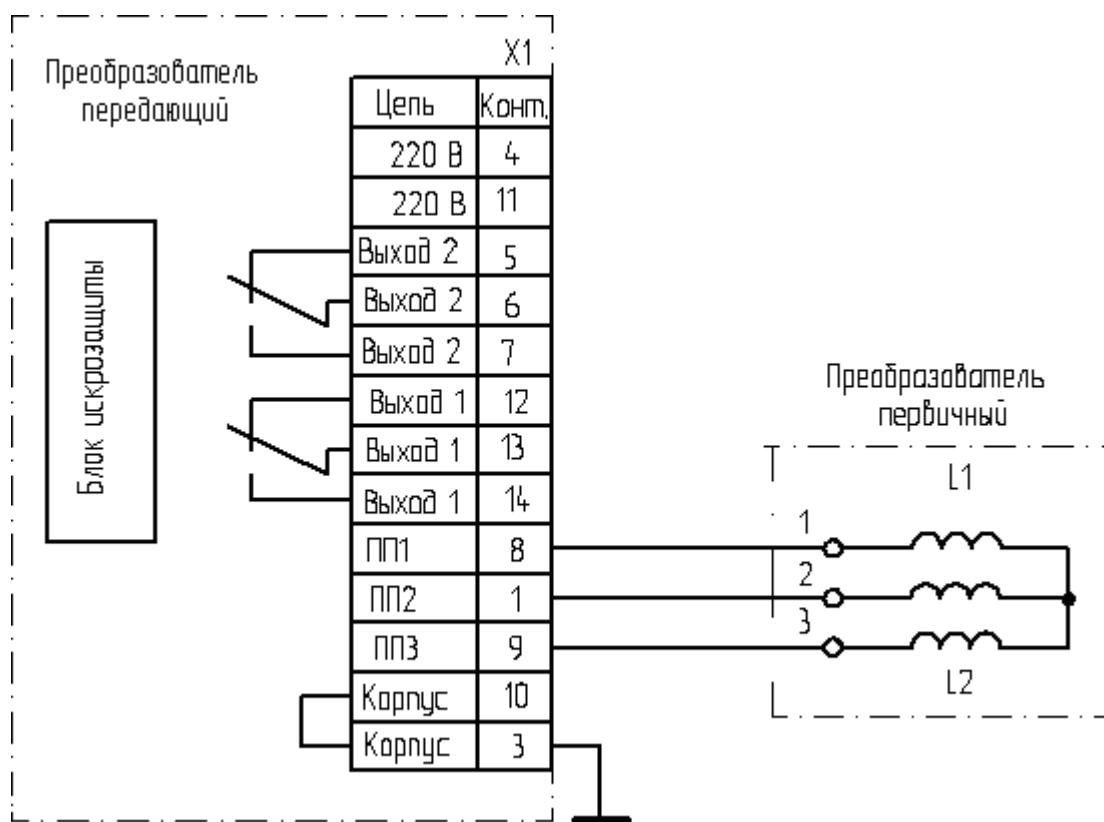 X1
Преобразователь
передающий
Цепь Конт.
220 В 4
220 В 11
Выход 2 5
Выход 2 6
Выход 2 7
Выход 1 12
Выход 1 13
Выход 1 14
ПП1 8
ПП2 1
ПП3 9
Корпус 10
Корпус 3
Блок искрозащиты
Преобразователь
первичный
L1
1
2
3
L2